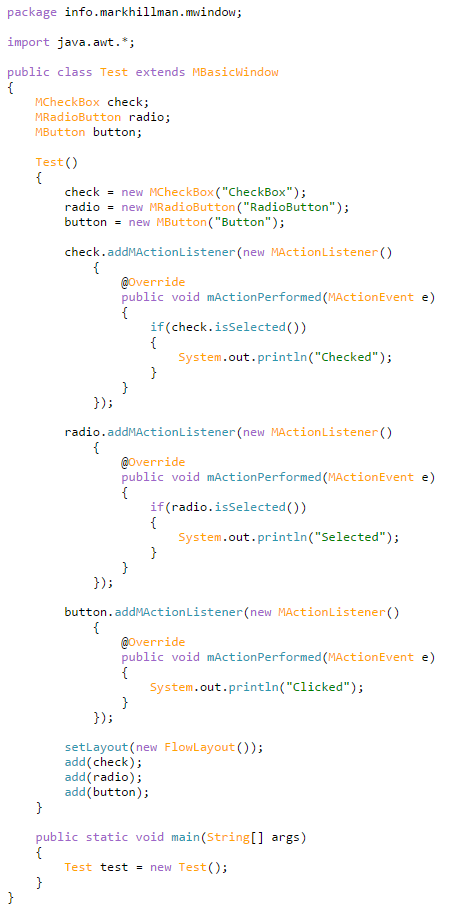 package info.markhillman.mwindow;

import java.awt.*;

public class Test extends MBasicWindow
{
    MCheckBox check;
    MRadioButton radio;
    MButton button;

    Test()
    {
        check = new MCheckBox("CheckBox");
        radio = new MRadioButton("RadioButton");
        button = new MButton("Button");

        check.addMActionListener(new MActionListener()
            {
                @Override
                public void mActionPerformed(MActionEvent e)
                {
                    if(check.isSelected())
                    {
                        System.out.println("Checked");
                    }
                }
            });

        radio.addMActionListener(new MActionListener()
            {
                @Override
                public void mActionPerformed(MActionEvent e)
                {
                    if(radio.isSelected())
                    {
                        System.out.println("Selected");
                    }
                }
            });

        button.addMActionListener(new MActionListener()
            {
                @Override
                public void mActionPerformed(MActionEvent e)
                {
                    System.out.println("Clicked");
                }
            });

        setLayout(new FlowLayout());
        add(check);
        add(radio);
        add(button);
    }

    public static void main(String[] args)
    {
        Test test = new Test();
    }
}